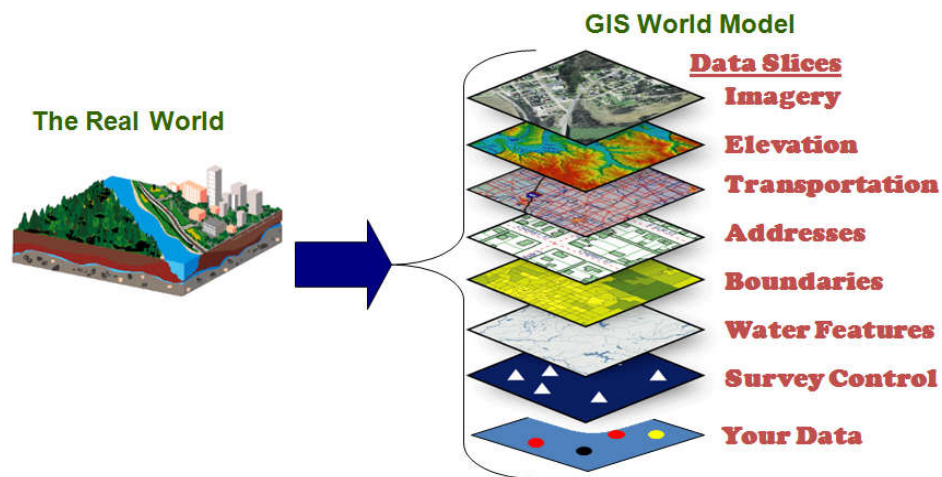 GIS World Model
The Real World
Data Slices
Imagery
Elevation
Transportation
Addresses
Boundaries
Water Features
Survey Control
Your Data